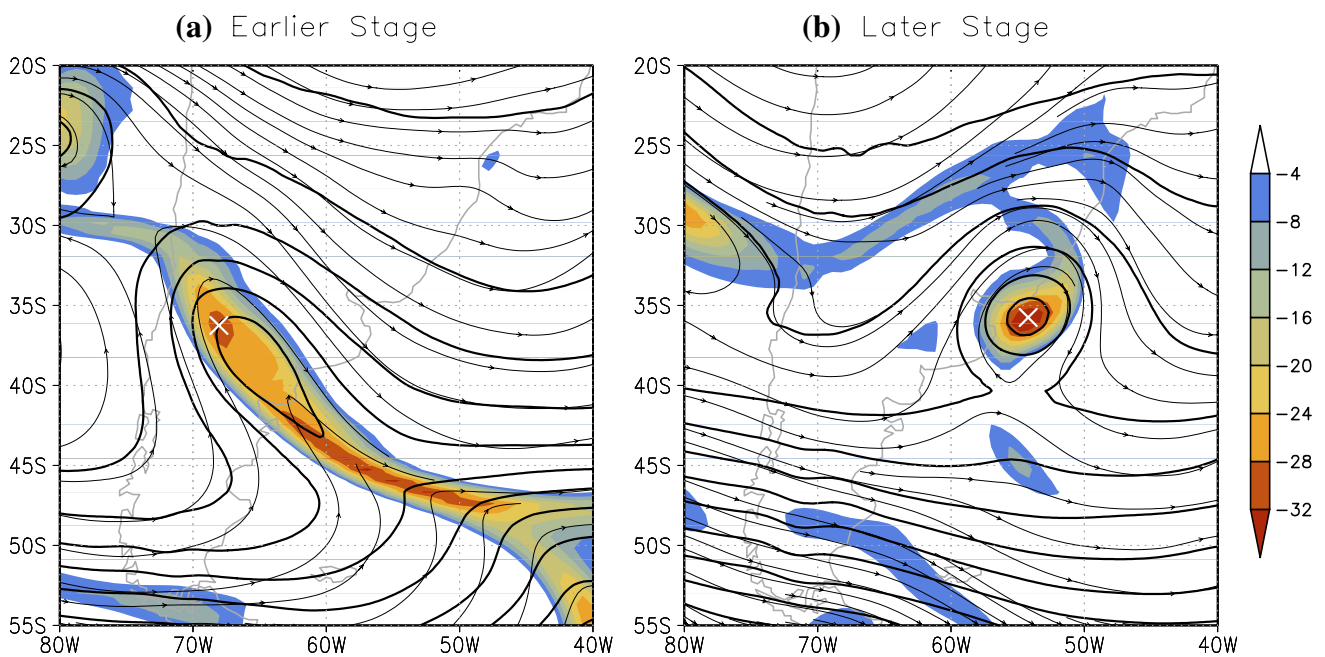 (a) Earlier Stage
(b) Later Stage
20S
25S
30S
35S
40S
45S
50S
55S
80W 70W 60W 50W 40W
20S
25S
30S
35S
40S
45S
50S
55S
80W 70W 60W 50W 40W
-4
-8
-12
-16
-20
-24
-28
-32